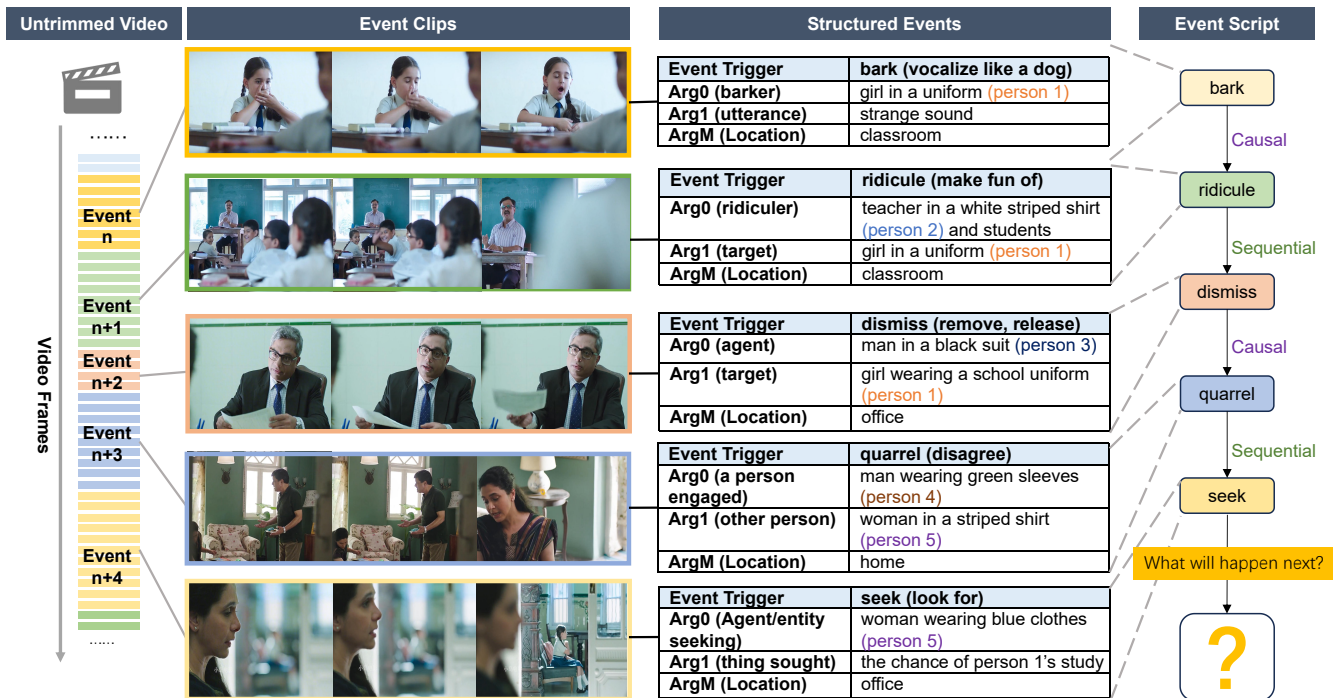 Untrimmed Video
Event Clips
Structured Events
Event Script
……
Event
n
Event
n+1
Event
n+2
Event
n+3
Event
n+4
……
Video Frames
Event Trigger
bark (vocalize like a dog)
Arg0 (barker)
girl in a uniform (person 1)
Arg1 (utterance)
strange sound
ArgM (Location)
classroom
Event Trigger
ridicule (make fun of)
Arg0 (ridiculer)
teacher in a white striped shirt
(person 2) and students
Arg1 (target)
girl in a uniform (person 1)
ArgM (Location)
classroom
Event Trigger
dismiss (remove, release)
Arg0 (agent)
man in a black suit (person 3)
Arg1 (target)
girl wearing a school uniform
(person 1)
ArgM (Location)
office
Event Trigger
quarrel (disagree)
Arg0 (a person
engaged)
man wearing green sleeves
(person 4)
Arg1 (other person)
woman in a striped shirt
(person 5)
ArgM (Location)
home
Event Trigger
seek (look for)
Arg0 (Agent/entity
seeking)
woman wearing blue clothes
(person 5)
Arg1 (thing sought)
the chance of person 1's study
ArgM (Location)
office
bark
Causal
ridicule
Sequential
dismiss
Causal
quarrel
Sequential
seek
What will happen next?
?